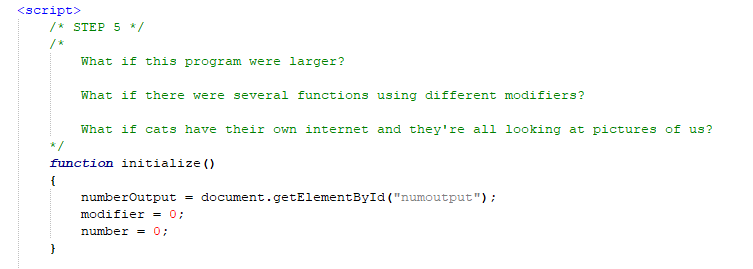 <script>
/* STEP 5 */
/*
What if this program were larger?
What if there were several functions using different modifiers?
What if cats have their own internet and they're all looking at pictures of us?
*/
function initialize()
{
numberOutput = document.getElementById("numoutput");
modifier = 0;
number = 0;
}